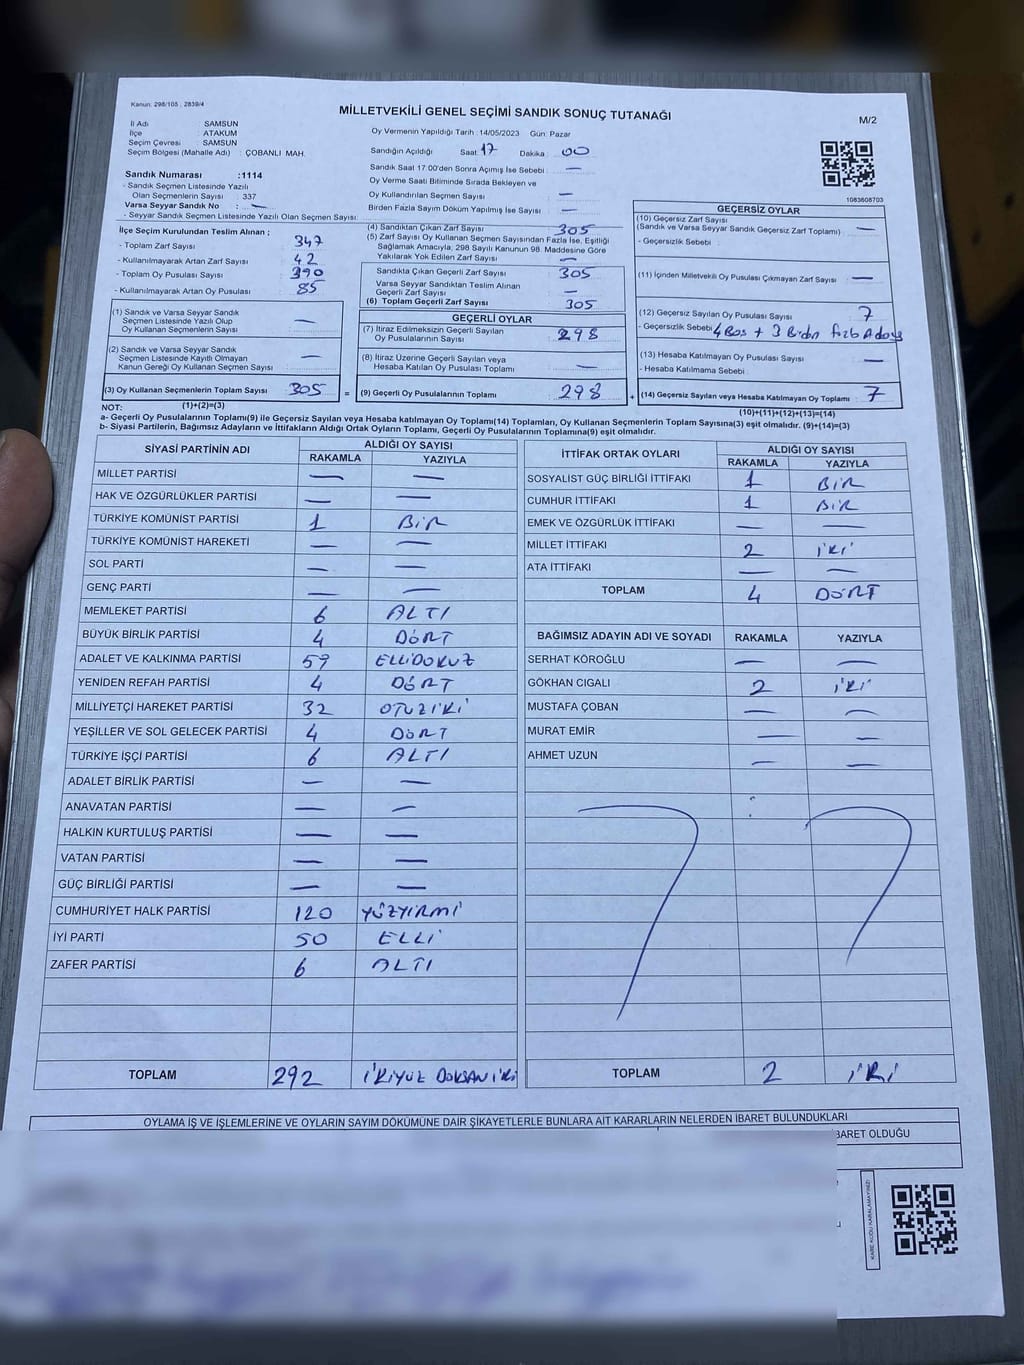 Kanun: 298/105 , 2839/4
MİLLETVEKİLİ GENEL SEÇİMİ SANDIK SONUÇ TUTANAĞI
M/2
İl Adı : SAMSUN
İlçe : ATAKUM
Seçim Çevresi : SAMSUN
Seçim Bölgesi (Mahalle Adı) : ÇOBANLI MAH.
Oy Vermenin Yapıldığı Tarih : 14/05/2023 Gün: Pazar
Sandığın Açıldığı Saat 17 Dakika : 00
Sandık Saat 17:00'den Sonra Açılmış İse Sebebi : —
Oy Verme Saati Bitiminde Sırada Bekleyen ve
Oy Kullandırılan Seçmen Sayısı : —
Birden Fazla Sayım Döküm Yapılmış İse Sayısı : —
Sandık Numarası :1114
- Sandık Seçmen Listesinde Yazılı
Olan Seçmenlerin Sayısı : 337
Varsa Seyyar Sandık No : —
- Seyyar Sandık Seçmen Listesinde Yazılı Olan Seçmen Sayısı:
1083608703
İlçe Seçim Kurulundan Teslim Alınan ;
- Toplam Zarf Sayısı : 347
- Kullanılmayarak Artan Zarf Sayısı : 42
- Toplam Oy Pusulası Sayısı : 390
- Kullanılmayarak Artan Oy Pusulası : 85
(4) Sandıktan Çıkan Zarf Sayısı : 305
(5) Zarf Sayısı Oy Kullanan Seçmen Sayısından Fazla İse, Eşitliği
Sağlamak Amacıyla, 298 Sayılı Kanunun 98. Maddesine Göre
Yakılarak Yok Edilen Zarf Sayısı : —
Sandıkta Çıkan Geçerli Zarf Sayısı : 305
Varsa Seyyar Sandıktan Teslim Alınan
Geçerli Zarf Sayısı : —
(6) Toplam Geçerli Zarf Sayısı : 305
GEÇERSİZ OYLAR
(10) Geçersiz Zarf Sayısı
(Sandık ve Varsa Seyyar Sandık Geçersiz Zarf Toplamı) : —
- Geçersizlik Sebebi :
(11) İçinden Milletvekili Oy Pusulası Çıkmayan Zarf Sayısı : —
(12) Geçersiz Sayılan Oy Pusulası Sayısı : 7
- Geçersizlik Sebebi : 4 Boş + 3 Birden fazla Adaya
(13) Hesaba Katılmayan Oy Pusulası Sayısı : —
- Hesaba Katılmama Sebebi :
(1) Sandık ve Varsa Seyyar Sandık
Seçmen Listesinde Yazılı Olup
Oy Kullanan Seçmenlerin Sayısı : —
(2) Sandık ve Varsa Seyyar Sandık
Seçmen Listesinde Kayıtlı Olmayan
Kanun Gereği Oy Kullanan Seçmen Sayısı : —
GEÇERLİ OYLAR
(7) İtiraz Edilmeksizin Geçerli Sayılan
Oy Pusulalarının Sayısı : 298
(8) İtiraz Üzerine Geçerli Sayılan veya
Hesaba Katılan Oy Pusulası Toplamı : —
(3) Oy Kullanan Seçmenlerin Toplam Sayısı : 305 = (9) Geçerli Oy Pusulalarının Toplamı : 298 + (14) Geçersiz Sayılan veya Hesaba Katılmayan Oy Toplamı : 7
(1)+(2)=(3)
(10)+(11)+(12)+(13)=(14)
NOT:
a- Geçerli Oy Pusulalarının Toplamı(9) ile Geçersiz Sayılan veya Hesaba katılmayan Oy Toplamı(14) Toplamları, Oy Kullanan Seçmenlerin Toplam Sayısına(3) eşit olmalıdır. (9)+(14)=(3)
b- Siyasi Partilerin, Bağımsız Adayların ve İttifakların Aldığı Ortak Oyların Toplamı, Geçerli Oy Pusulalarının Toplamına(9) eşit olmalıdır.
SİYASİ PARTİNİN ADI ALDIĞI OY SAYISI
RAKAMLA YAZIYLA
MİLLET PARTİSİ — —
HAK VE ÖZGÜRLÜKLER PARTİSİ — —
TÜRKİYE KOMÜNİST PARTİSİ 1 BİR
TÜRKİYE KOMÜNİST HAREKETİ — —
SOL PARTİ — —
GENÇ PARTİ — —
MEMLEKET PARTİSİ 6 ALTI
BÜYÜK BİRLİK PARTİSİ 4 DÖRT
ADALET VE KALKINMA PARTİSİ 59 ELLİDOKUZ
YENİDEN REFAH PARTİSİ 4 DÖRT
MİLLİYETÇİ HAREKET PARTİSİ 32 OTUZİKİ
YEŞİLLER VE SOL GELECEK PARTİSİ 4 DÖRT
TÜRKİYE İŞÇİ PARTİSİ 6 ALTI
ADALET BİRLİK PARTİSİ — —
ANAVATAN PARTİSİ — —
HALKIN KURTULUŞ PARTİSİ — —
VATAN PARTİSİ — —
GÜÇ BİRLİĞİ PARTİSİ — —
CUMHURİYET HALK PARTİSİ 120 YÜZYİRMİ
İYİ PARTİ 50 ELLİ
ZAFER PARTİSİ 6 ALTI
TOPLAM 292 İKİYÜZ DOKSANİKİ
İTTİFAK ORTAK OYLARI ALDIĞI OY SAYISI
RAKAMLA YAZIYLA
SOSYALİST GÜÇ BİRLİĞİ İTTİFAKI 1 BİR
CUMHUR İTTİFAKI 1 BİR
EMEK VE ÖZGÜRLÜK İTTİFAKI — —
MİLLET İTTİFAKI 2 İKİ
ATA İTTİFAKI — —
TOPLAM 4 DÖRT
BAĞIMSIZ ADAYIN ADI VE SOYADI RAKAMLA YAZIYLA
SERHAT KÖROĞLU — —
GÖKHAN CIGALI 2 İKİ
MUSTAFA ÇOBAN — —
MURAT EMİR — —
AHMET UZUN — —
TOPLAM 2 İKİ
OYLAMA İŞ VE İŞLEMLERİNE VE OYLARIN SAYIM DÖKÜMÜNE DAİR ŞİKAYETLERLE BUNLARA AİT KARARLARIN NELERDEN İBARET BULUNDUKLARI
İBARET OLDUĞU
KARE KODU KARALAMAYINIZ!